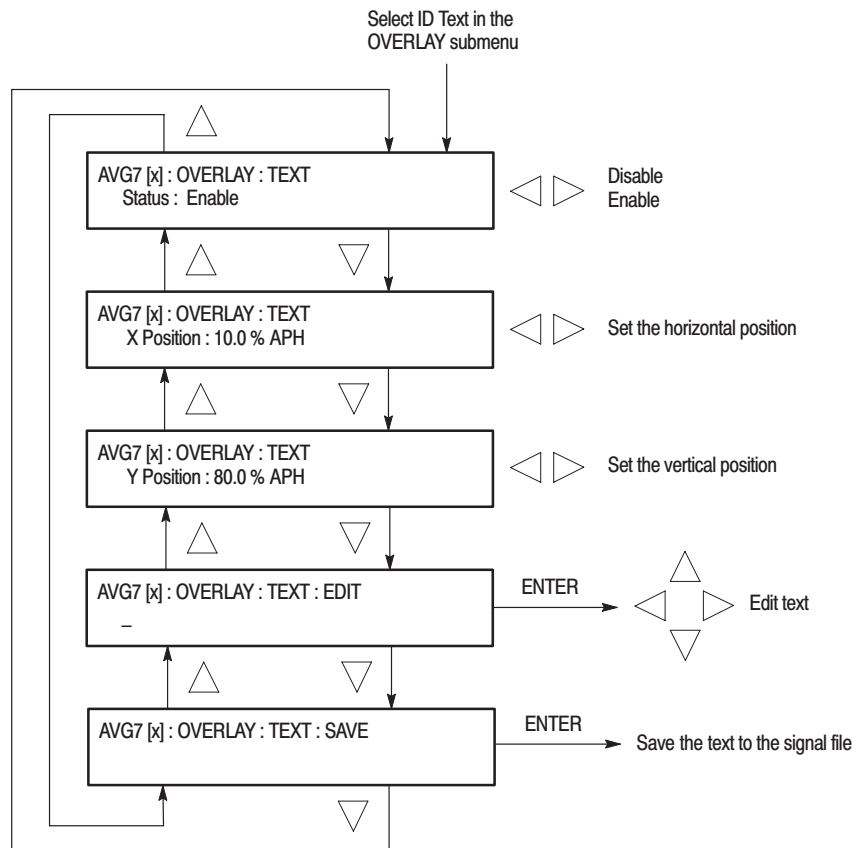 Select ID Text in the
OVERLAY submenu
AVG7 [x] : OVERLAY : TEXT
Status : Enable
Disable
Enable
AVG7 [x] : OVERLAY : TEXT
X Position : 10.0 % APH
Set the horizontal position
AVG7 [x] : OVERLAY : TEXT
Y Position : 80.0 % APH
Set the vertical position
AVG7 [x] : OVERLAY : TEXT : EDIT
_
ENTER
Edit text
AVG7 [x] : OVERLAY : TEXT : SAVE
ENTER
Save the text to the signal file